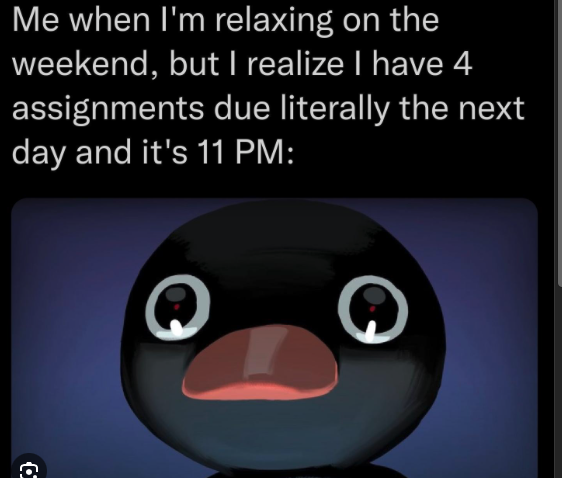 Me when I'm relaxing on the
weekend, but I realize I have 4
assignments due literally the next
day and it's 11 PM: